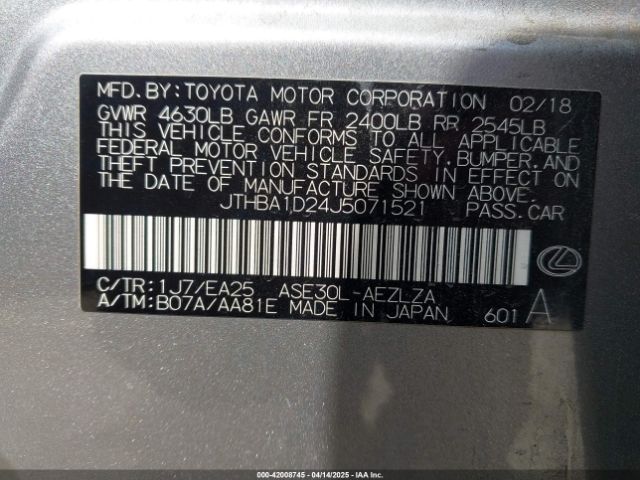 MFD.BY:TOYOTA MOTOR CORPORATION 02/18
GVWR 4630LB GAWR FR 2400LB RR 2545LB
THIS VEHICLE CONFORMS TO ALL APPLICABLE
FEDERAL MOTOR VEHICLE SAFETY,BUMPER,AND
THEFT PREVENTION STANDARDS IN EFFECT ON
THE DATE OF MANUFACTURE SHOWN ABOVE.
JTHBA1D24J5071521 PASS.CAR
C/TR:1J7/EA25 ASE30L-AEZLZA
A/TM:B07A/AA81E MADE IN JAPAN. 601 A
000-42008745 - 04/14/2025 - IAA Inc.